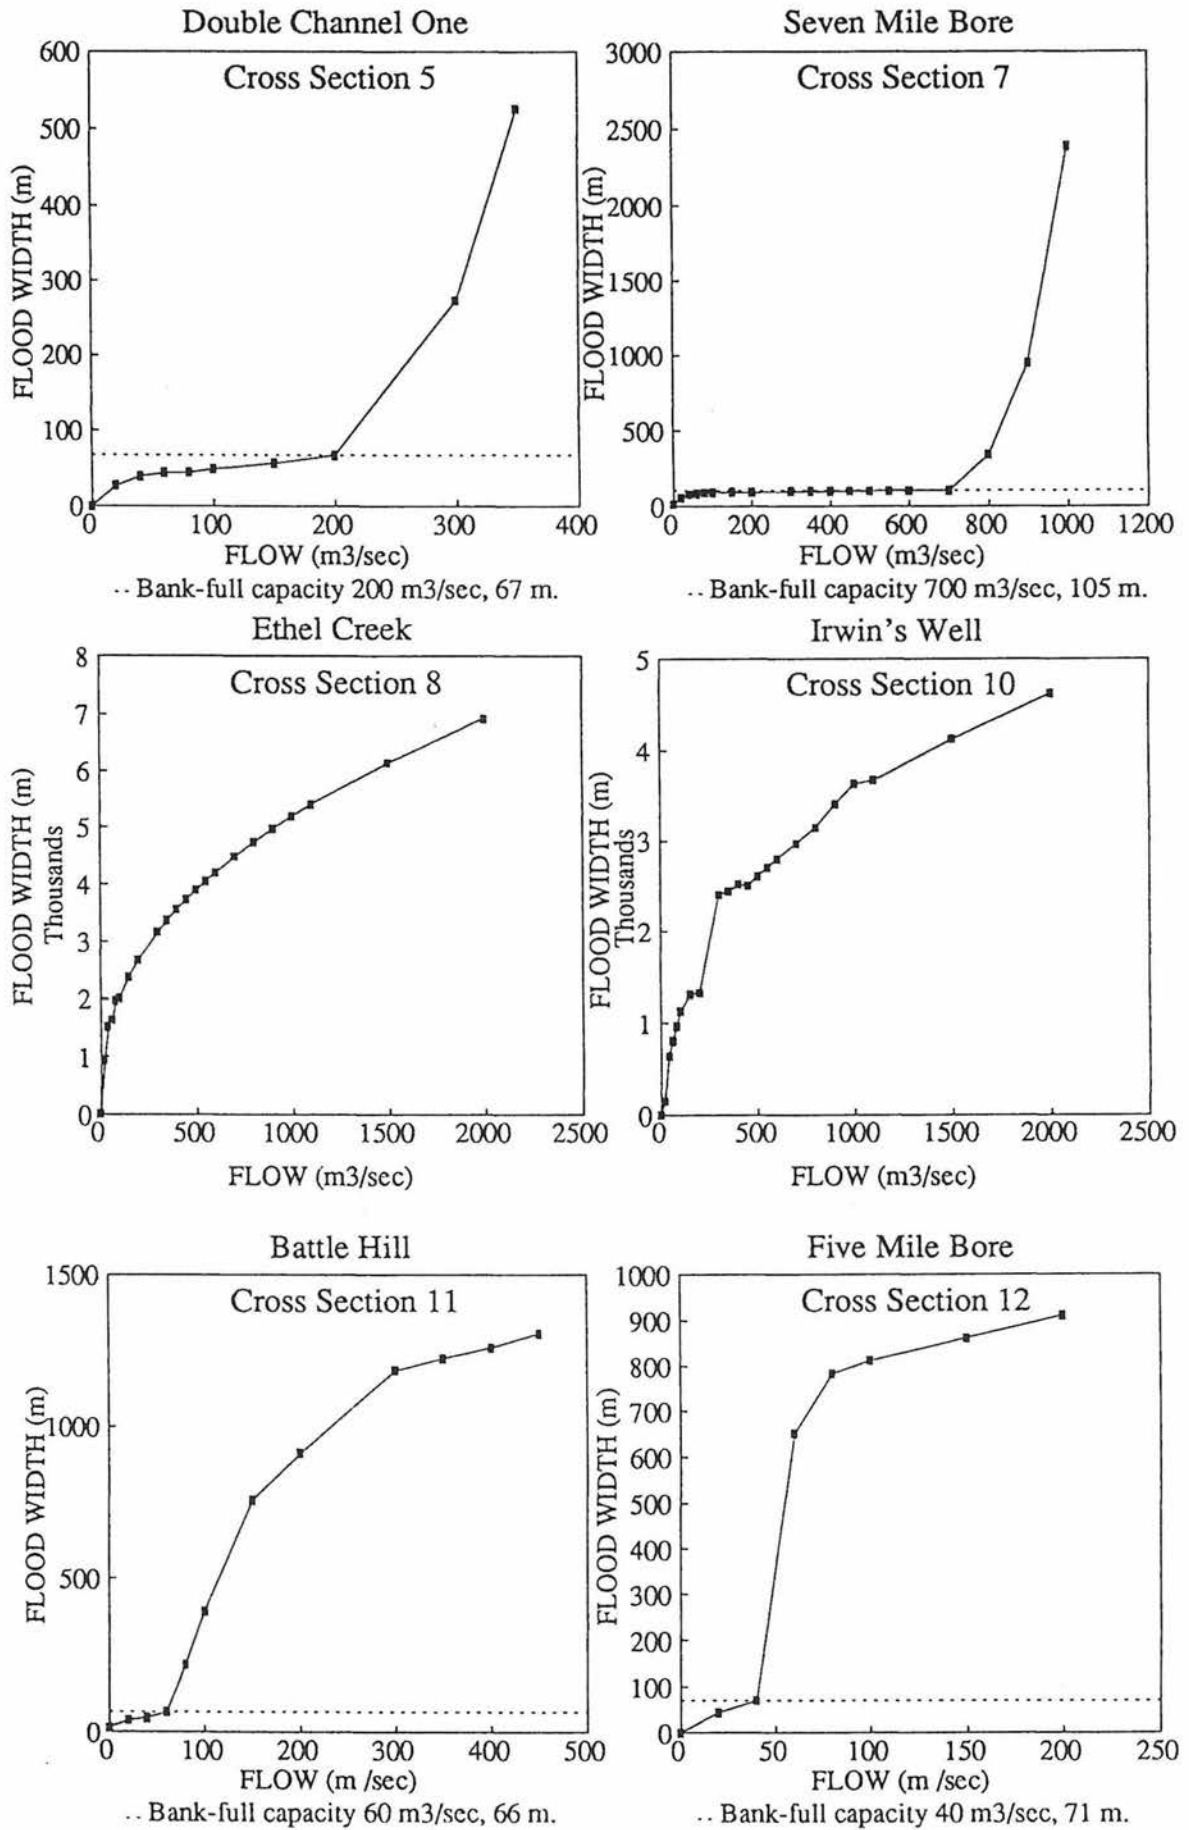 Double Channel One
Cross Section 5
FLOOD WIDTH (m)
600
500
400
300
200
100
0
0 100 200 300 400
FLOW (m3/sec)
·· Bank-full capacity 200 m3/sec, 67 m.
Seven Mile Bore
Cross Section 7
FLOOD WIDTH (m)
3000
2500
2000
1500
1000
500
0
0 200 400 600 800 1000 1200
FLOW (m3/sec)
·· Bank-full capacity 700 m3/sec, 105 m.
Ethel Creek
Cross Section 8
FLOOD WIDTH (m)
Thousands
8
7
6
5
4
3
2
1
0
0 500 1000 1500 2000 2500
FLOW (m3/sec)
Irwin's Well
Cross Section 10
FLOOD WIDTH (m)
Thousands
5
4
3
2
1
0
0 500 1000 1500 2000 2500
FLOW (m3/sec)
Battle Hill
Cross Section 11
FLOOD WIDTH (m)
1500
1000
500
0
0 100 200 300 400 500
FLOW (m /sec)
·· Bank-full capacity 60 m3/sec, 66 m.
Five Mile Bore
Cross Section 12
FLOOD WIDTH (m)
1000
900
800
700
600
500
400
300
200
100
0
0 50 100 150 200 250
FLOW (m /sec)
·· Bank-full capacity 40 m3/sec, 71 m.